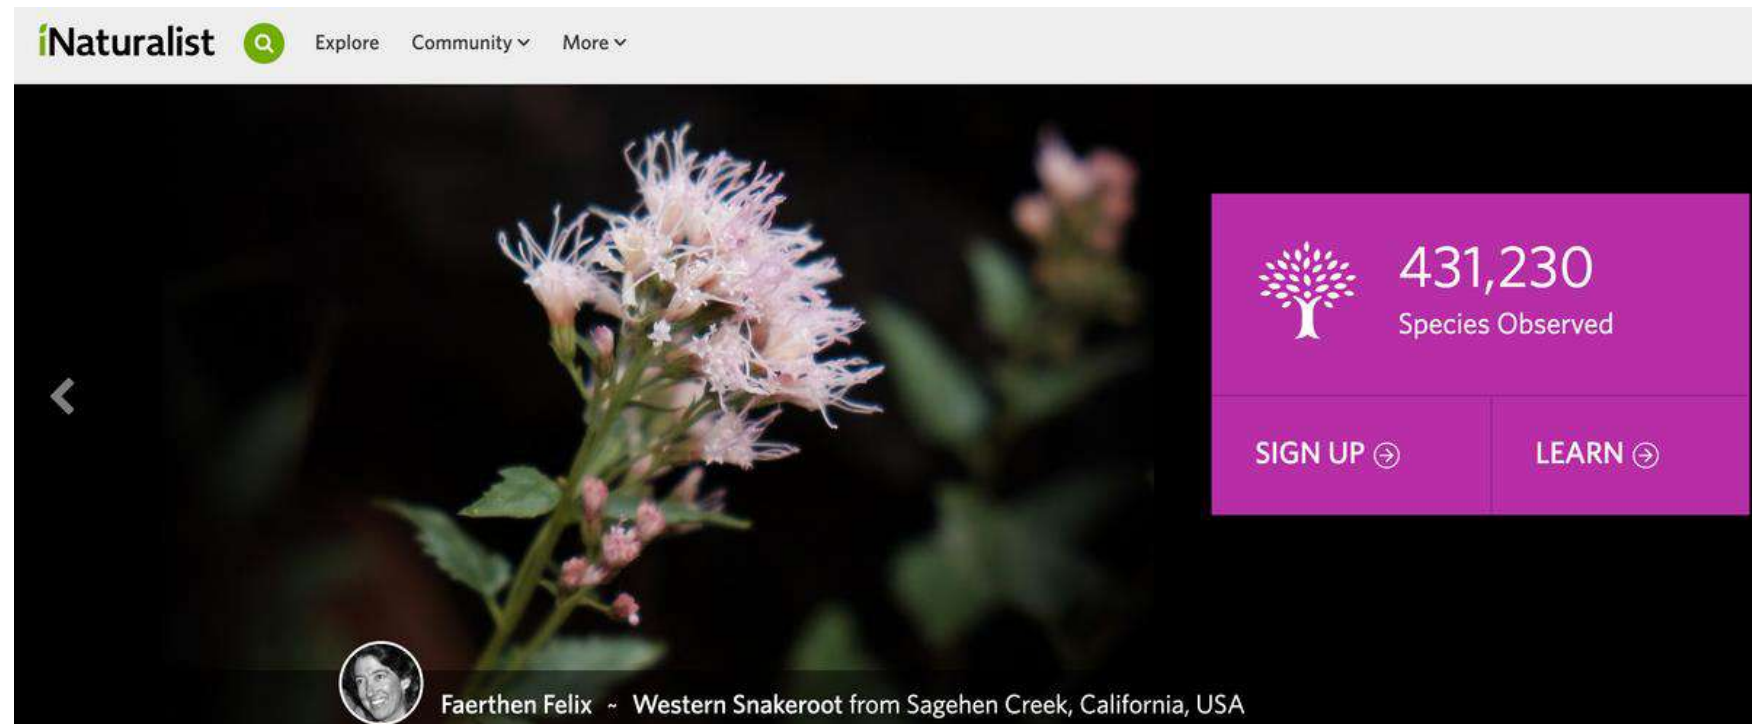 iNaturalist Explore Community More
431,230
Species Observed
SIGN UP LEARN
Faerthen Felix ~ Western Snakeroot from Sagehen Creek, California, USA